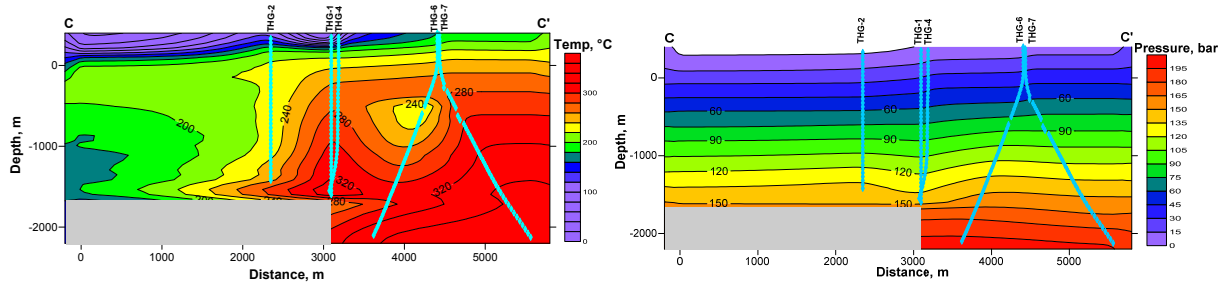 C
THG-2
THG-1
THG-4
THG-6
THG-7
C'
Temp, °C
300
200
100
0
0
-1000
-2000
Depth, m
200
240
280
240
280
320
320
280
0
1000
2000
3000
4000
5000
Distance, m
C
THG-2
THG-1
THG-4
THG-6
THG-7
C'
Pressure, bar
195
180
165
150
135
120
105
90
75
60
45
30
15
0
-1000
-2000
Depth, m
60
60
60
90
90
90
120
120
150
150
0
1000
2000
3000
4000
5000
Distance, m